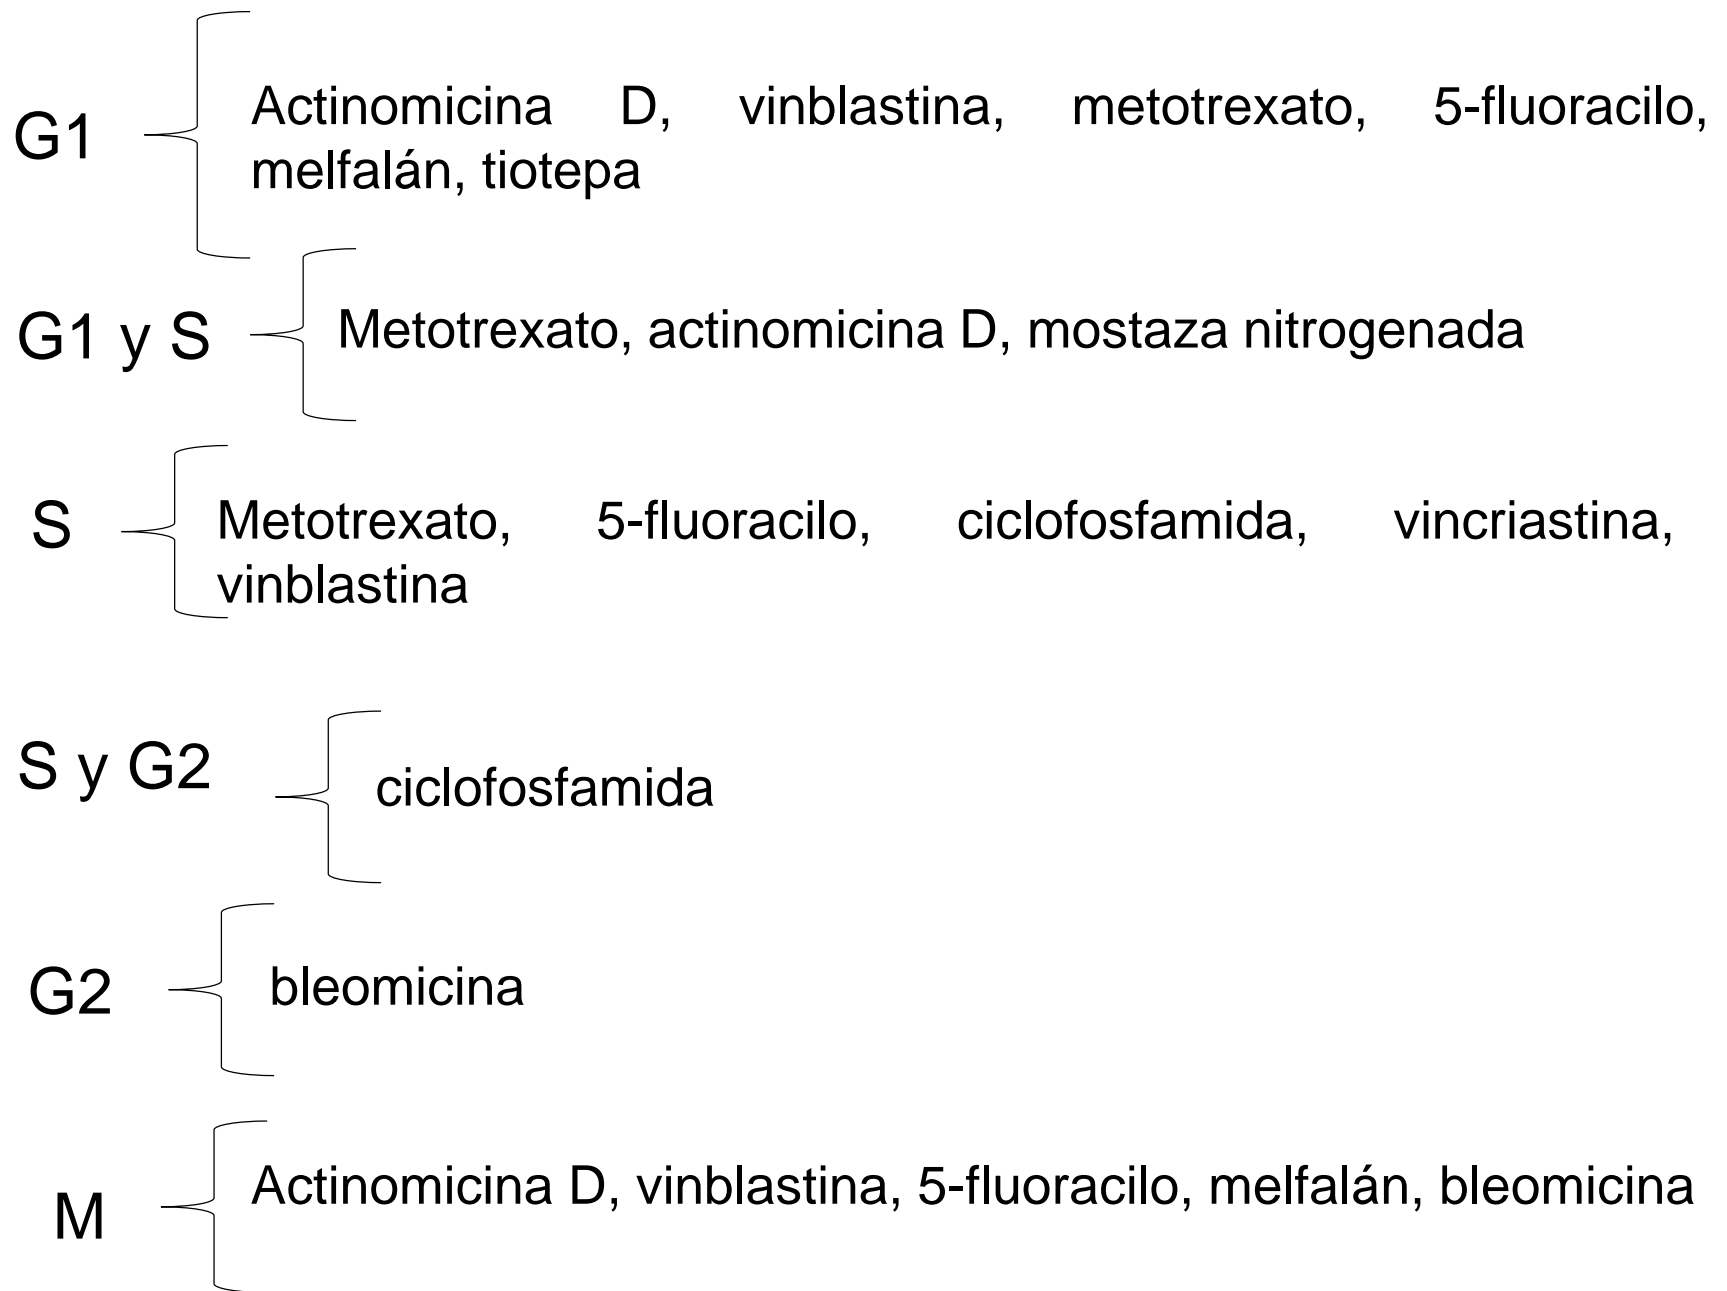 G1
Actinomicina D, vinblastina, metotrexato, 5-fluoracilo,
melfalán, tiotepa
G1 y S
Metotrexato, actinomicina D, mostaza nitrogenada
S
Metotrexato, 5-fluoracilo, ciclofosfamida, vincriastina,
vinblastina
S y G2
ciclofosfamida
G2
bleomicina
M
Actinomicina D, vinblastina, 5-fluoracilo, melfalán, bleomicina